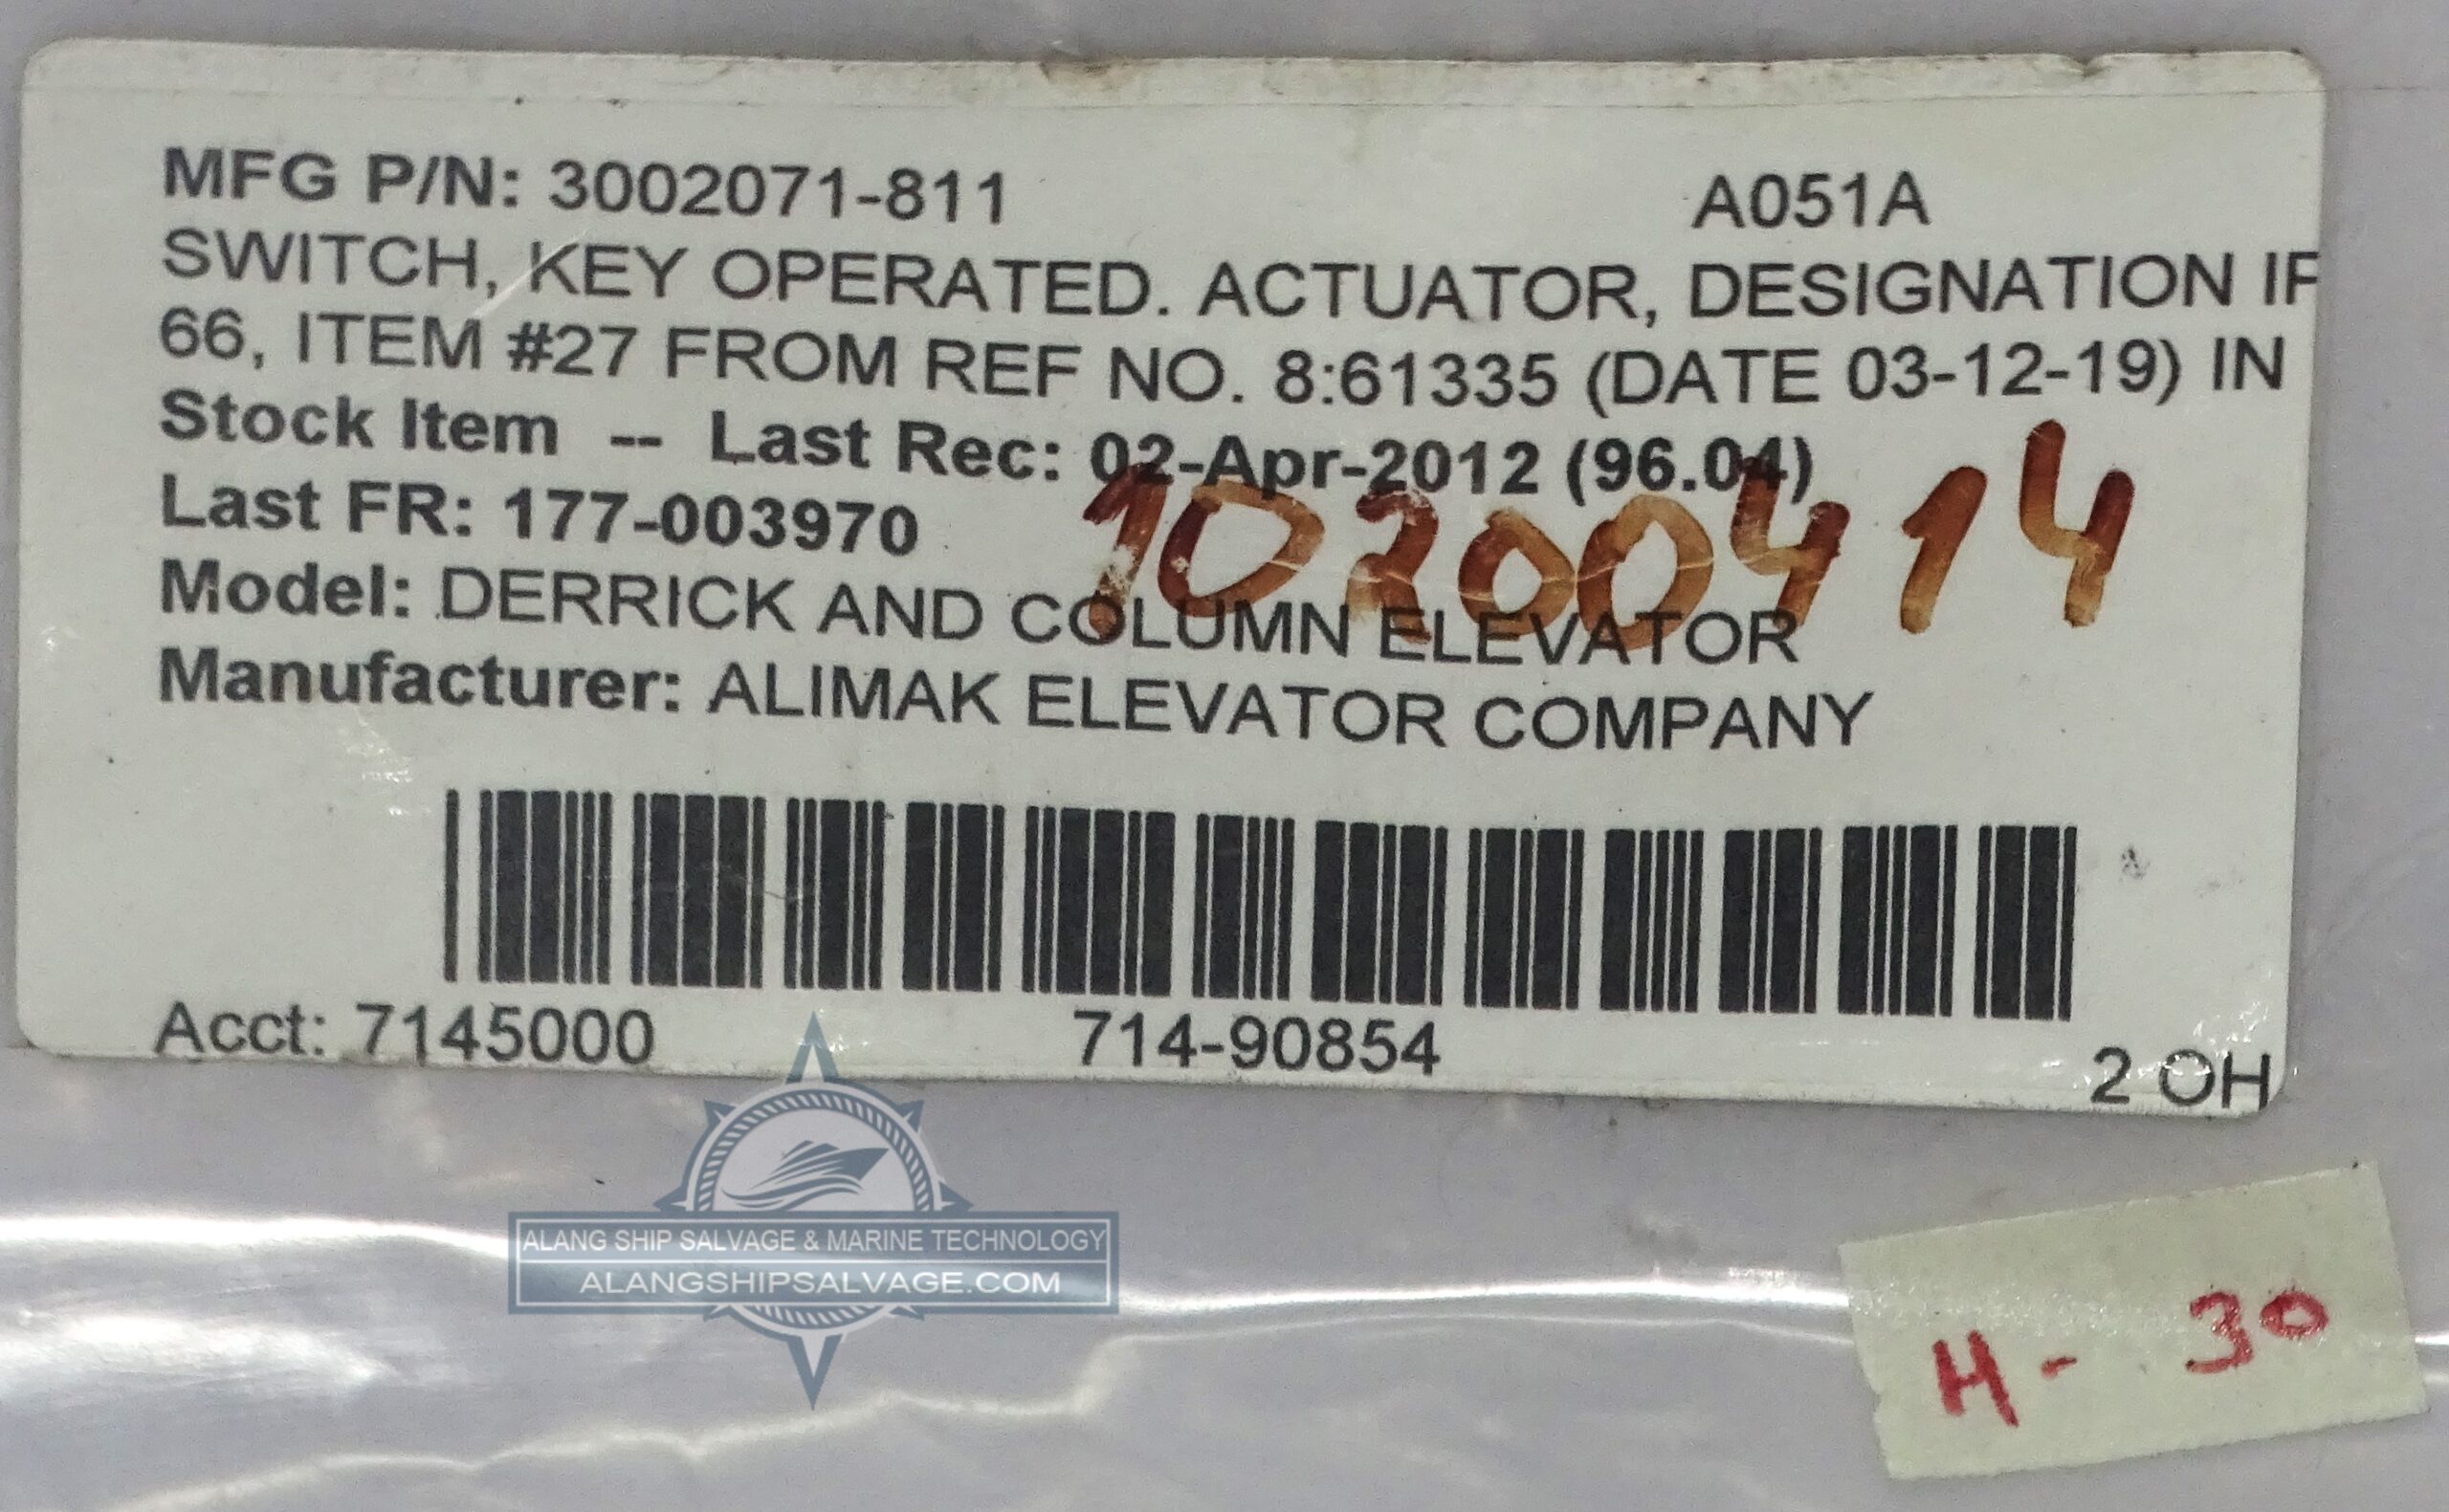 MFG P/N: 3002071-811 A051A
SWITCH, KEY OPERATED. ACTUATOR, DESIGNATION IP
66, ITEM #27 FROM REF NO. 8:61335 (DATE 03-12-19) IN
Stock Item -- Last Rec: 02-Apr-2012 (96.04)
Last FR: 177-003970
10200414
Model: DERRICK AND COLUMN ELEVATOR
Manufacturer: ALIMAK ELEVATOR COMPANY
Acct: 7145000 714-90854 2 OH
ALANG SHIP SALVAGE & MARINE TECHNOLOGY
ALANGSHIPSALVAGE.COM
H- 30